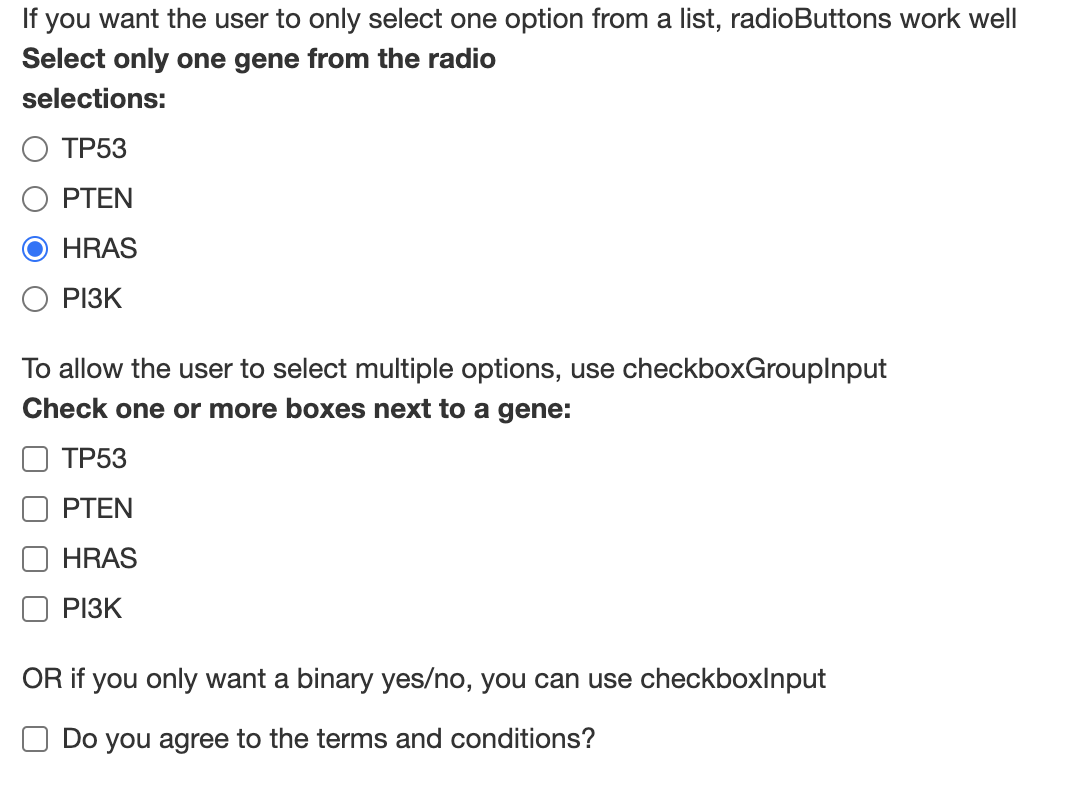 If you want the user to only select one option from a list, radioButtons work well
Select only one gene from the radio
selections:
TP53
PTEN
HRAS
PI3K
To allow the user to select multiple options, use checkboxGroupInput
Check one or more boxes next to a gene:
TP53
PTEN
HRAS
PI3K
OR if you only want a binary yes/no, you can use checkboxInput
Do you agree to the terms and conditions?